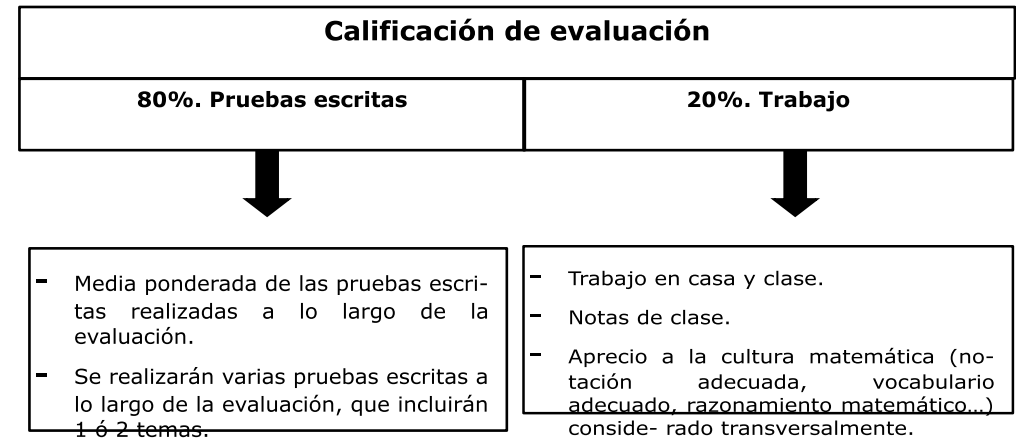 Calificación de evaluación
80%. Pruebas escritas
20%. Trabajo
- Media ponderada de las pruebas escri-
tas realizadas a lo largo de la
evaluación.
- Se realizarán varias pruebas escritas a
lo largo de la evaluación, que incluirán
1 ó 2 temas.
- Trabajo en casa y clase.
- Notas de clase.
- Aprecio a la cultura matemática (no-
tación adecuada, vocabulario
adecuado, razonamiento matemático...)
conside- rado transversalmente.